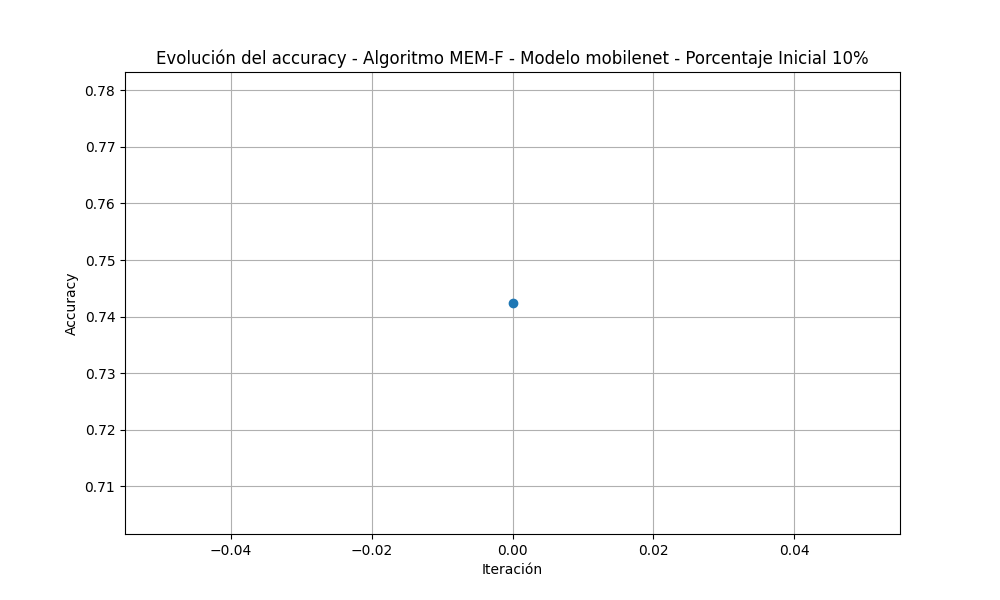 Evolución del accuracy - Algoritmo MEM-F - Modelo mobilenet - Porcentaje Inicial 10%
0.78
0.77
0.76
0.75
0.74
0.73
0.72
0.71
Accuracy
−0.04 −0.02 0.00 0.02 0.04
Iteración